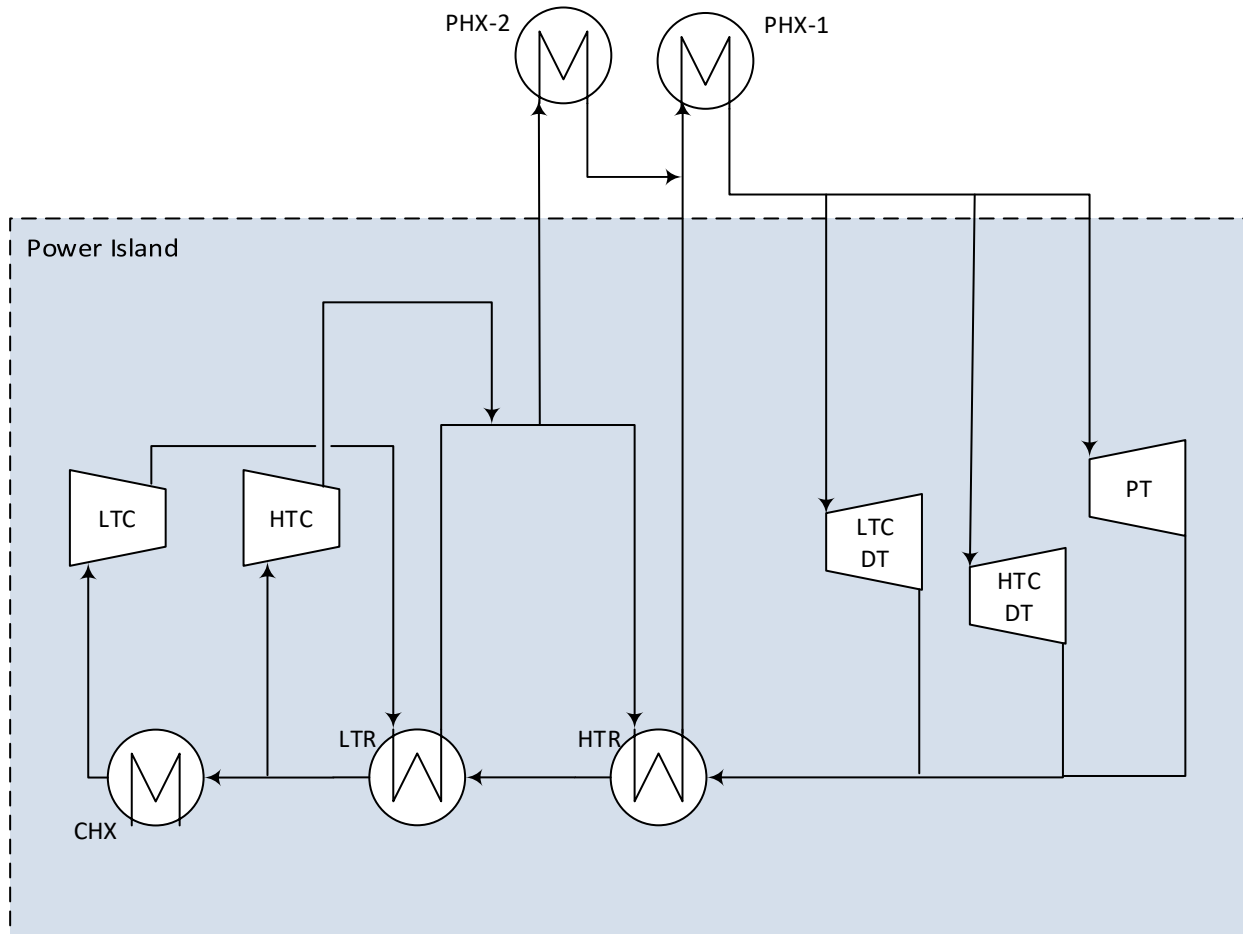 PHX-2
PHX-1
Power Island
LTC
HTC
LTC
DT
HTC
DT
PT
LTR
HTR
CHX